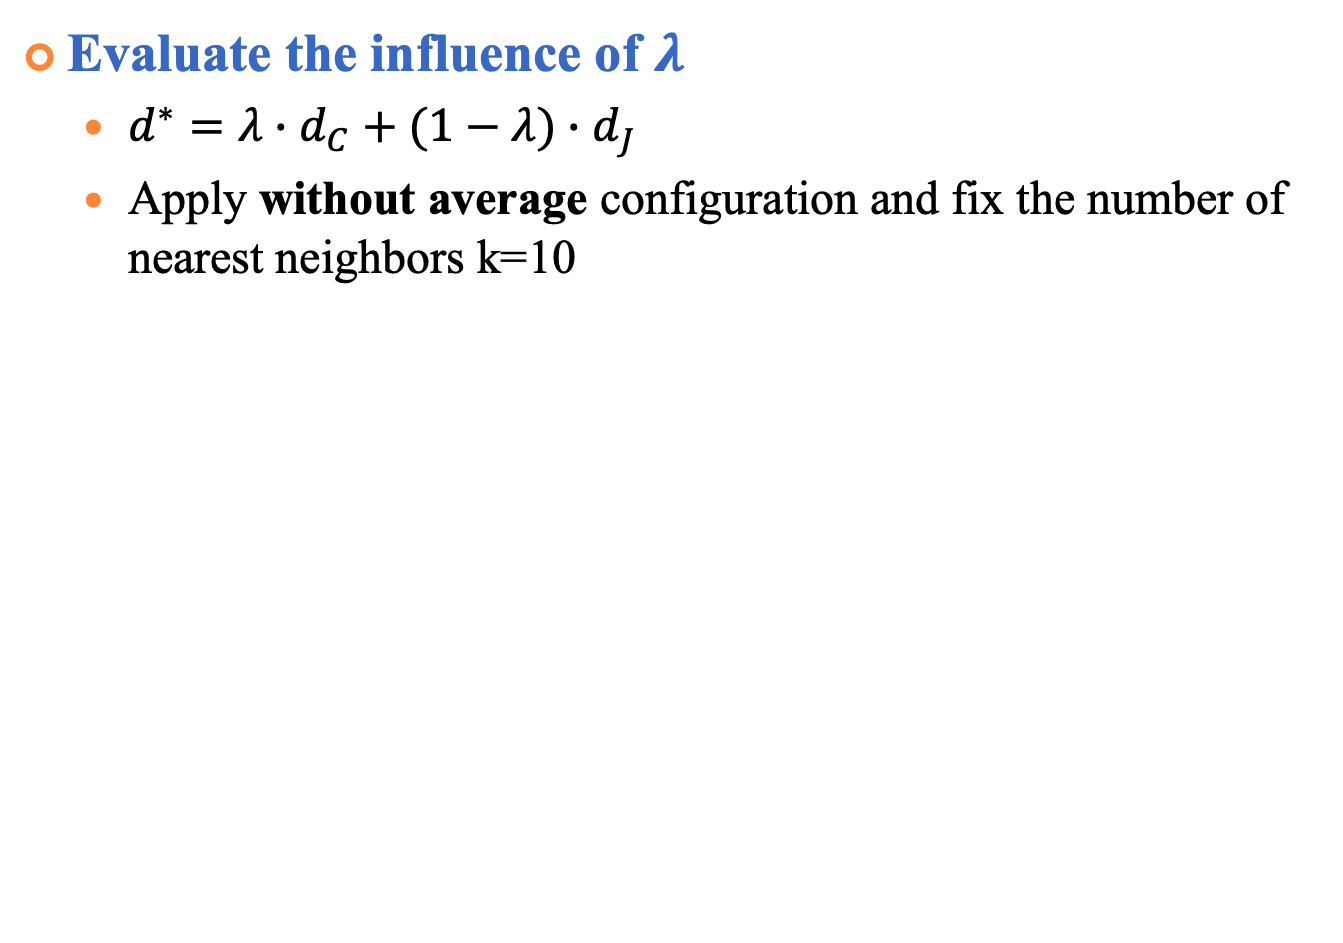 Evaluate the influence of λ
d* = λ · d_C + (1 − λ) · d_J
Apply without average configuration and fix the number of
nearest neighbors k=10